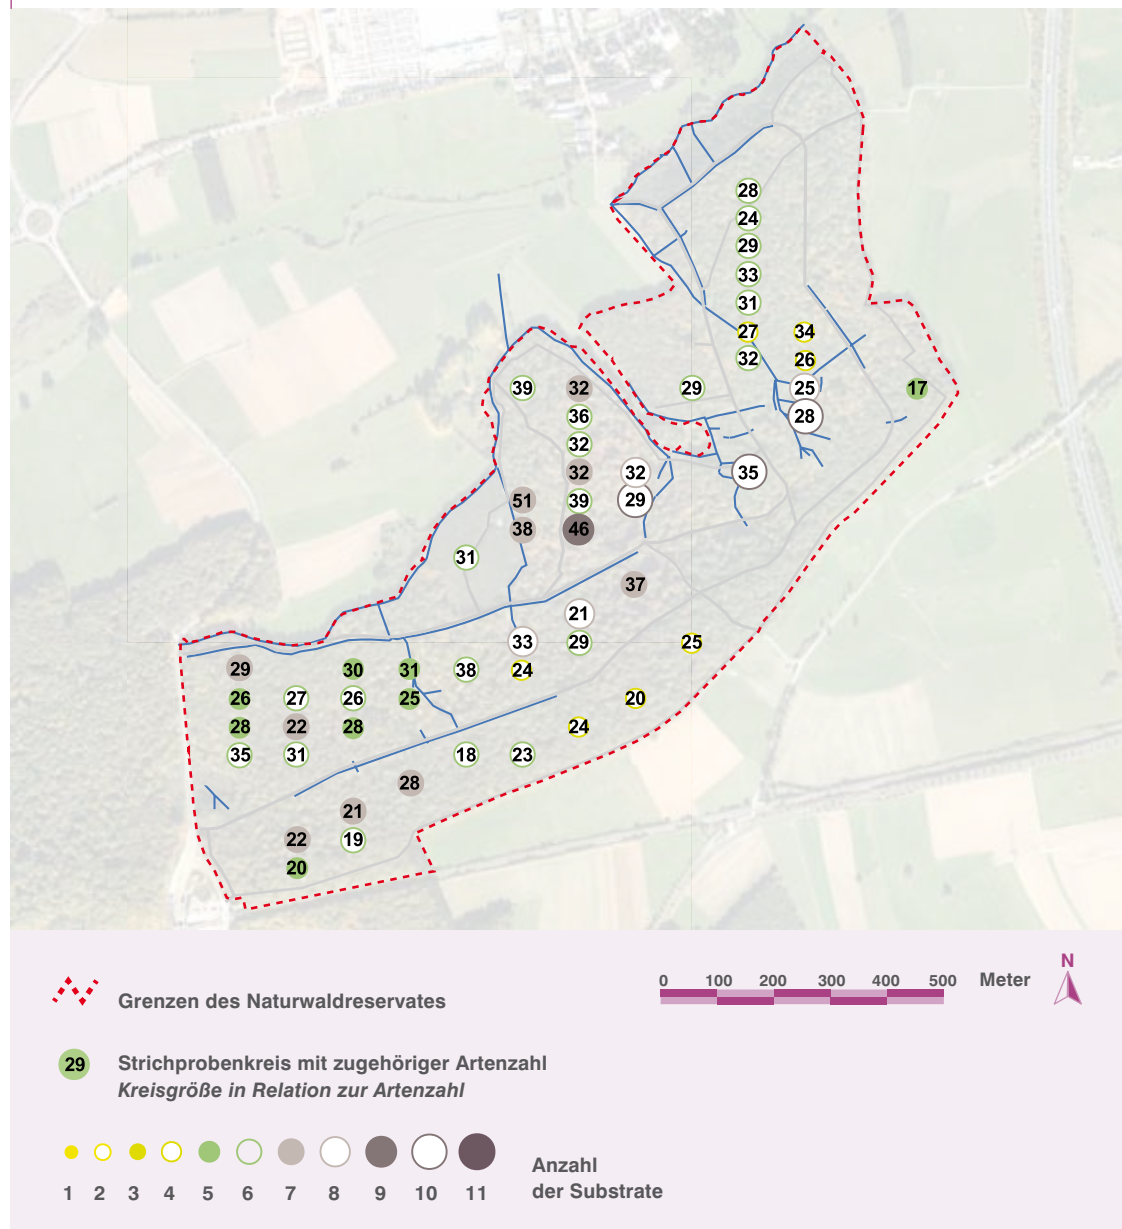 28
24
29
33
31
27 34
32 26
39 32 29 25 17
36 28
32
32 32 35
51 39 29
38 46
31
37
21
33 29 25
29 30 31 38 24
26 27 26 25 20
28 22 28 24
35 31 18 23
28
21
22 19
20
N
0 100 200 300 400 500 Meter
Grenzen des Naturwaldreservates
29 Strichprobenkreis mit zugehöriger Artenzahl
Kreisgröße in Relation zur Artenzahl
1 2 3 4 5 6 7 8 9 10 11
Anzahl
der Substrate